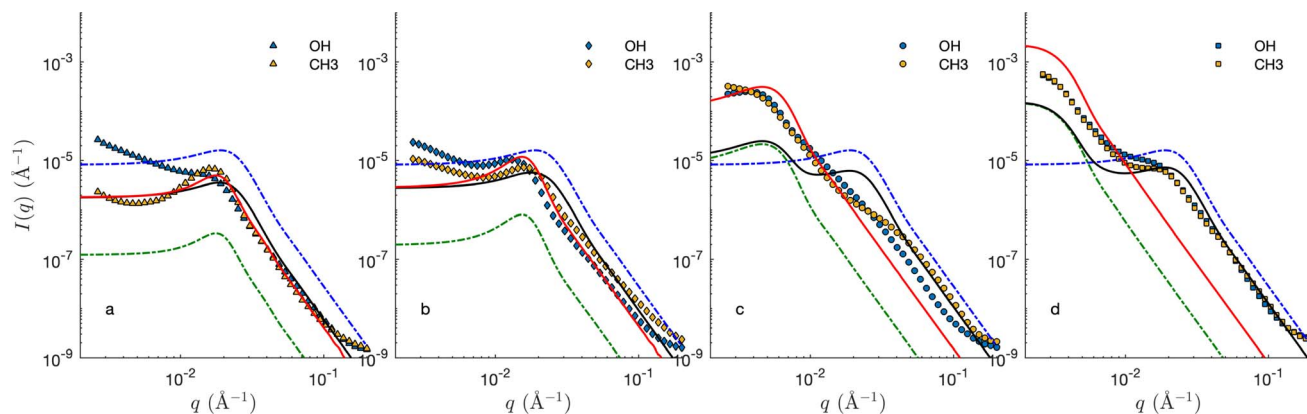 OH
CH3
OH
CH3
OH
CH3
OH
CH3
10⁻³
10⁻³
10⁻³
10⁻³
10⁻⁵
10⁻⁵
10⁻⁵
10⁻⁵
10⁻⁷
10⁻⁷
10⁻⁷
10⁻⁷
10⁻⁹
10⁻⁹
10⁻⁹
10⁻⁹
I(q) (Å⁻¹)
a
b
c
d
10⁻²
10⁻¹
10⁻²
10⁻¹
10⁻²
10⁻¹
10⁻²
10⁻¹
q (Å⁻¹)
q (Å⁻¹)
q (Å⁻¹)
q (Å⁻¹)